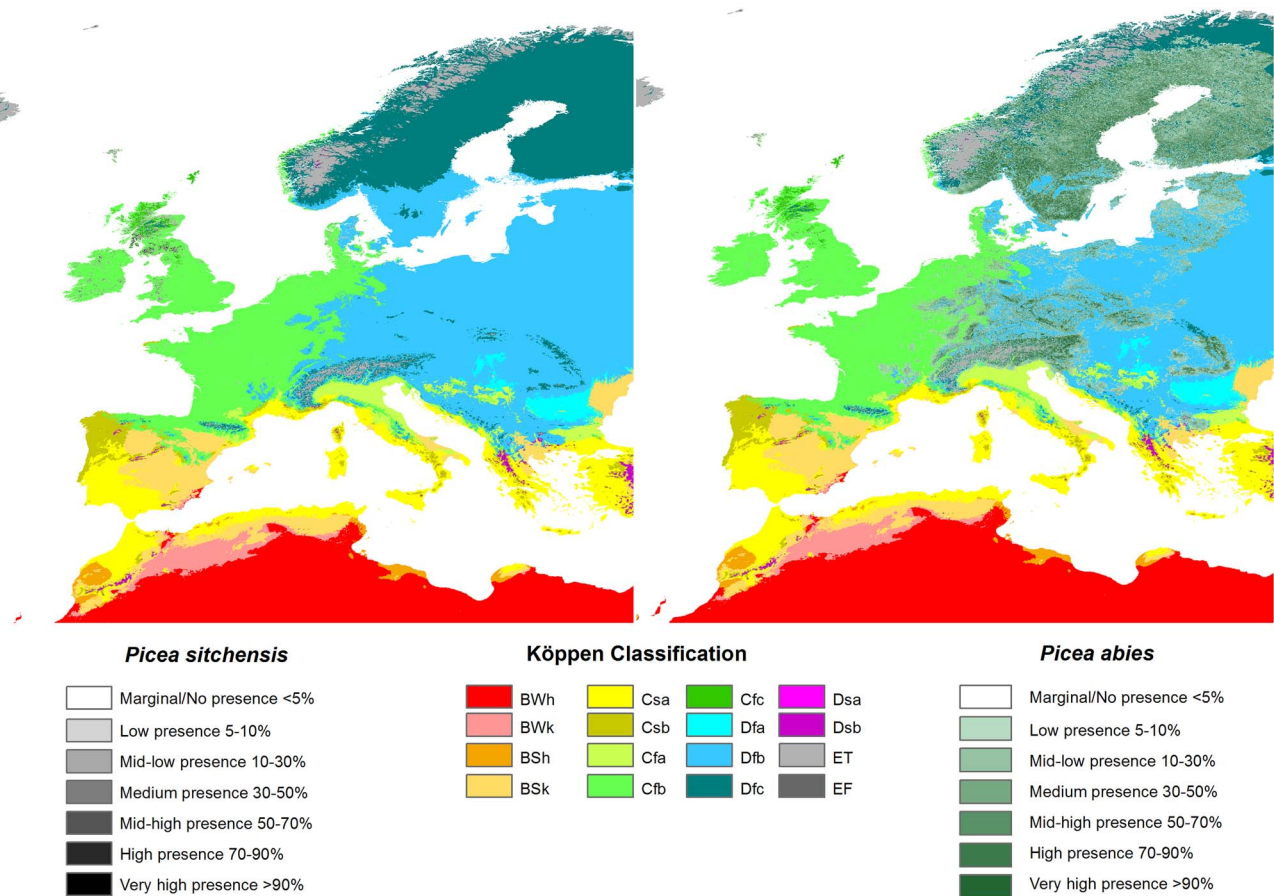 Picea sitchensis
Marginal/No presence <5%
Low presence 5-10%
Mid-low presence 10-30%
Medium presence 30-50%
Mid-high presence 50-70%
High presence 70-90%
Very high presence >90%
Köppen Classification
BWh
BWk
BSh
BSk
Csa
Csb
Cfa
Cfb
Cfc
Dfa
Dfb
Dfc
Dsa
Dsb
ET
EF
Picea abies
Marginal/No presence <5%
Low presence 5-10%
Mid-low presence 10-30%
Medium presence 30-50%
Mid-high presence 50-70%
High presence 70-90%
Very high presence >90%